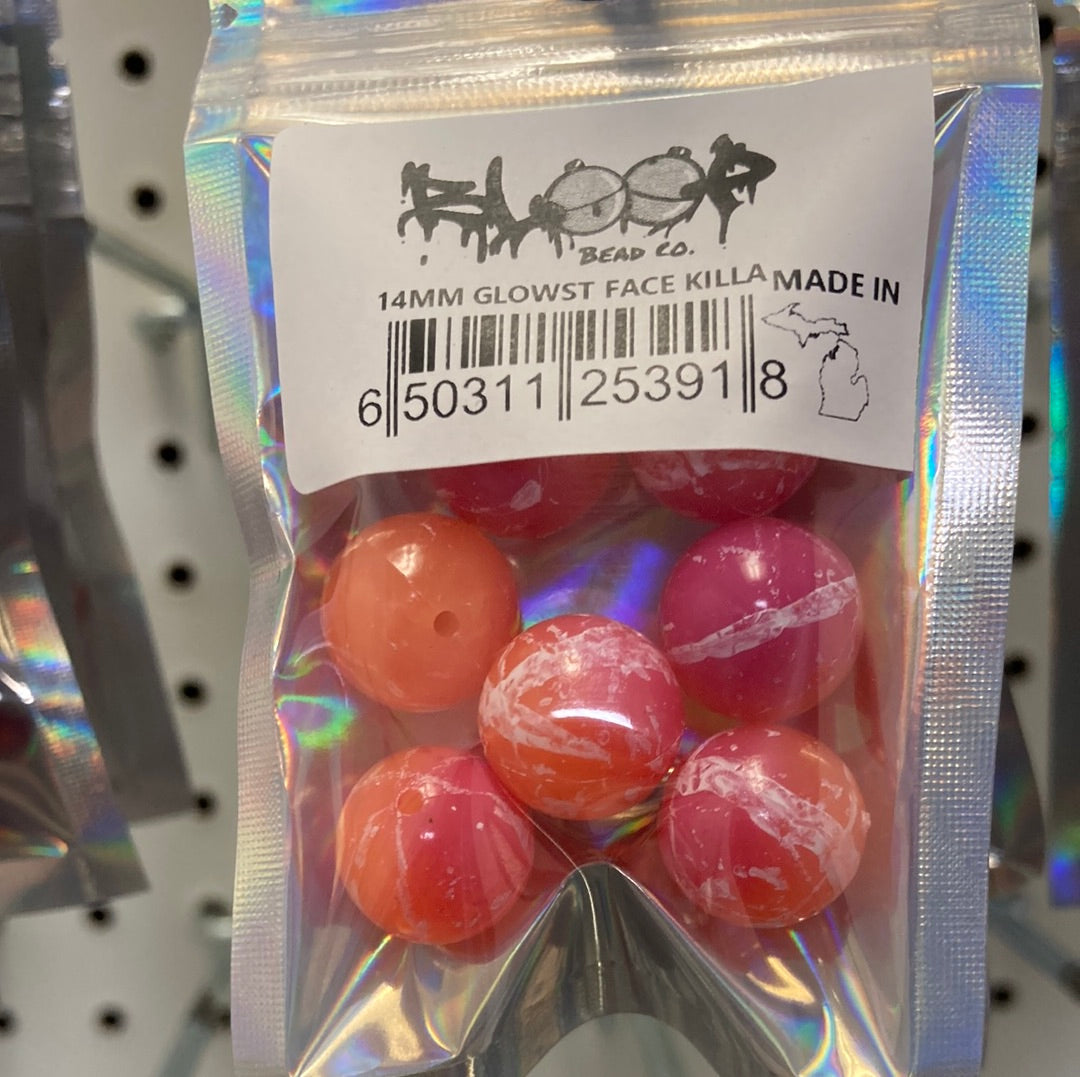 BLOOP
BEAD CO.
14MM GLOWST FACE KILLA
MADE IN
6 50311 25391 8